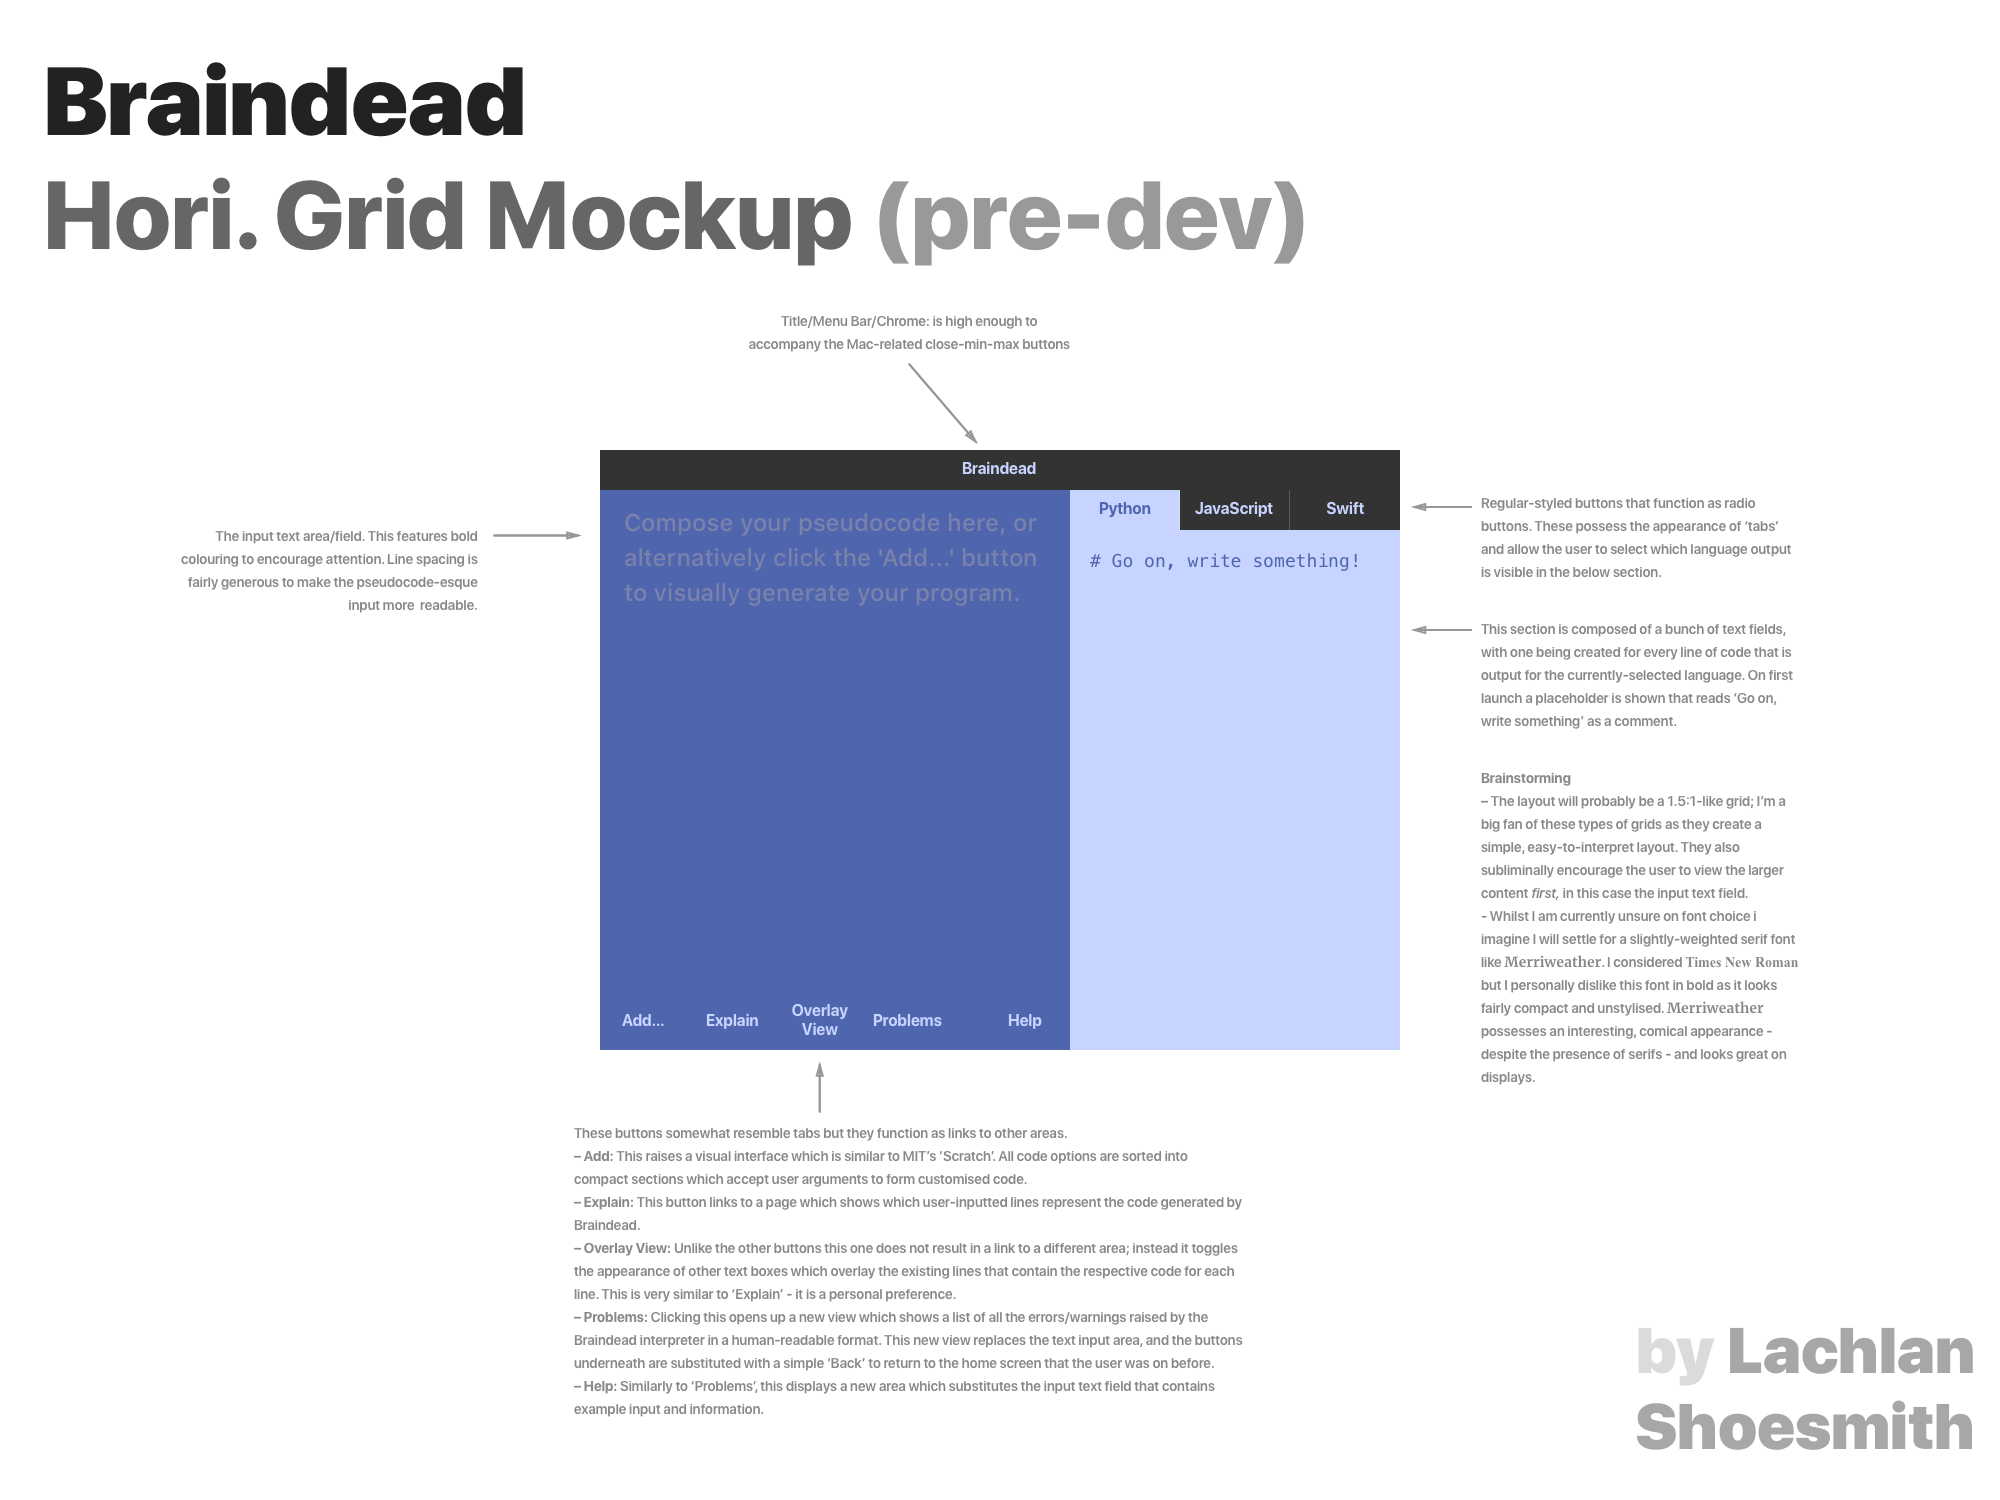 Braindead
Hori. Grid Mockup (pre-dev)
Title/Menu Bar/Chrome: is high enough to
accompany the Mac-related close-min-max buttons
The input text area/field. This features bold
colouring to encourage attention. Line spacing is
fairly generous to make the pseudocode-esque
input more  readable.
Braindead
Compose your pseudocode here, or
alternatively click the 'Add...' button
to visually generate your program.
Add...
Explain
Overlay
View
Problems
Help
Python
JavaScript
Swift
# Go on, write something!
Regular-styled buttons that function as radio
buttons. These possess the appearance of ‘tabs’
and allow the user to select which language output
is visible in the below section.
This section is composed of a bunch of text fields,
with one being created for every line of code that is
output for the currently-selected language. On first
launch a placeholder is shown that reads ‘Go on,
write something’ as a comment.
Brainstorming
– The layout will probably be a 1.5:1-like grid; I’m a
big fan of these types of grids as they create a
simple, easy-to-interpret layout. They also
subliminally encourage the user to view the larger
content first, in this case the input text field.
- Whilst I am currently unsure on font choice i
imagine I will settle for a slightly-weighted serif font
like Merriweather. I considered Times New Roman
but I personally dislike this font in bold as it looks
fairly compact and unstylised. Merriweather
possesses an interesting, comical appearance -
despite the presence of serifs - and looks great on
displays.
These buttons somewhat resemble tabs but they function as links to other areas.
– Add: This raises a visual interface which is similar to MIT’s ‘Scratch’. All code options are sorted into
compact sections which accept user arguments to form customised code.
– Explain: This button links to a page which shows which user-inputted lines represent the code generated by
Braindead.
– Overlay View: Unlike the other buttons this one does not result in a link to a different area; instead it toggles
the appearance of other text boxes which overlay the existing lines that contain the respective code for each
line. This is very similar to ‘Explain’ - it is a personal preference.
– Problems: Clicking this opens up a new view which shows a list of all the errors/warnings raised by the
Braindead interpreter in a human-readable format. This new view replaces the text input area, and the buttons
underneath are substituted with a simple ‘Back’ to return to the home screen that the user was on before.
– Help: Similarly to ‘Problems’, this displays a new area which substitutes the input text field that contains
example input and information.
by Lachlan
Shoesmith